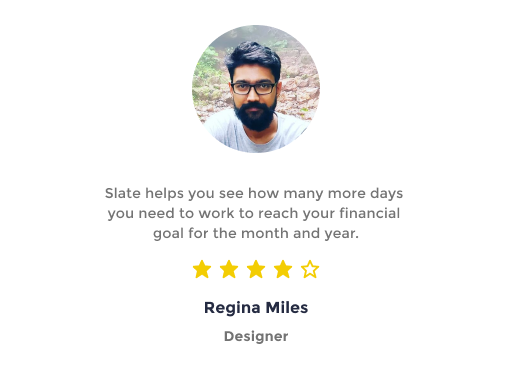 Slate helps you see how many more days
you need to work to reach your financial
goal for the month and year.
Regina Miles
Designer